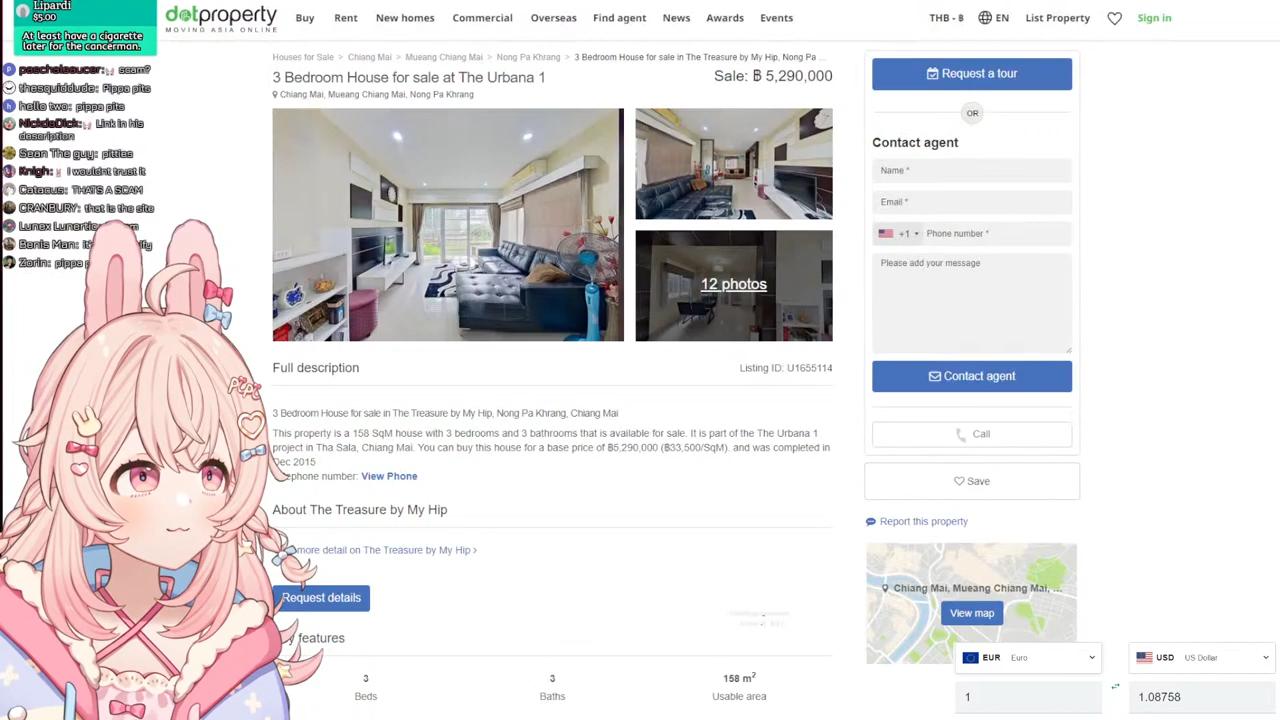 Lipardi
$5.00
At least have a cigarette
later for the cancerman.
paschalsaucer: scam?
thesquiddude: Pippa pits
hello two: pippa pits
NickdeDick: Link in his
description
Sean The guy: pitties
Knigh: I wouldnt trust it
Catacus: THATS A SCAM
CRANBURY: that is the site
Benis Man:
Zorin: pippa
dotproperty
MOVING ASIA ONLINE
Buy
Rent
New homes
Commercial
Overseas
Find agent
News
Awards
Events
THB - ฿
EN
List Property
Sign in
Houses for Sale > Chiang Mai > Mueang Chiang Mai > Nong Pa Khrang > 3 Bedroom House for sale in The Treasure by My Hip, Nong Pa ...
3 Bedroom House for sale at The Urbana 1
Sale: ฿ 5,290,000
Chiang Mai, Mueang Chiang Mai, Nong Pa Khrang
12 photos
Full description
Listing ID: U1655114
3 Bedroom House for sale in The Treasure by My Hip, Nong Pa Khrang, Chiang Mai
This property is a 158 SqM house with 3 bedrooms and 3 bathrooms that is available for sale. It is part of the The Urbana 1
project in Tha Sala, Chiang Mai. You can buy this house for a base price of ฿5,290,000 (฿33,500/SqM). and was completed in
Dec 2015
ephone number: View Phone
About The Treasure by My Hip
more detail on The Treasure by My Hip >
Request details
features
3
Beds
3
Baths
158 m²
Usable area
Request a tour
OR
Contact agent
Name *
Email *
+1 Phone number *
Please add your message
Contact agent
Call
Save
Report this property
Chiang Mai, Mueang Chiang Mai, ...
View map
EUR Euro
USD US Dollar
1
1.08758
Pipi